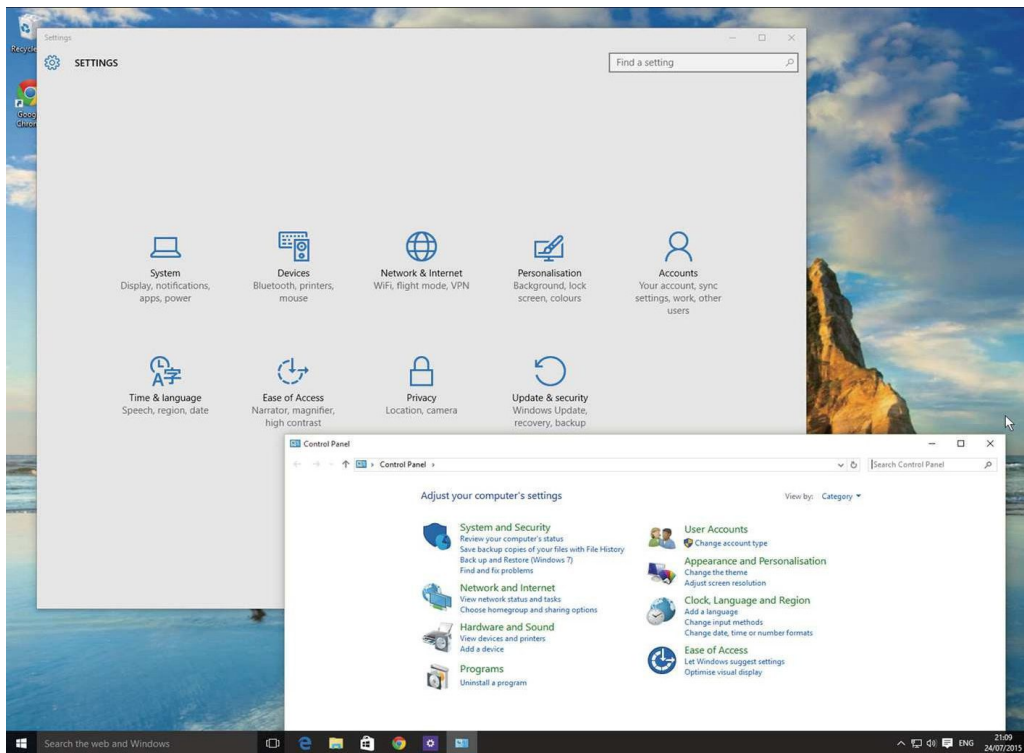 Recycle
Goog
Chron
Settings
SETTINGS
Find a setting
System
Display, notifications,
apps, power
Devices
Bluetooth, printers,
mouse
Network & Internet
WiFi, flight mode, VPN
Personalisation
Background, lock
screen, colours
Accounts
Your account, sync
settings, work, other
users
Time & language
Speech, region, date
Ease of Access
Narrator, magnifier,
high contrast
Privacy
Location, camera
Update & security
Windows Update,
recovery, backup
Control Panel
Control Panel
Search Control Panel
Adjust your computer's settings
View by: Category
System and Security
Review your computer's status
Save backup copies of your files with File History
Back up and Restore (Windows 7)
Find and fix problems
Network and Internet
View network status and tasks
Choose homegroup and sharing options
Hardware and Sound
View devices and printers
Add a device
Programs
Uninstall a program
User Accounts
Change account type
Appearance and Personalisation
Change the theme
Adjust screen resolution
Clock, Language and Region
Add a language
Change input methods
Change date, time or number formats
Ease of Access
Let Windows suggest settings
Optimise visual display
Search the web and Windows
ENG
21:09
24/07/2015